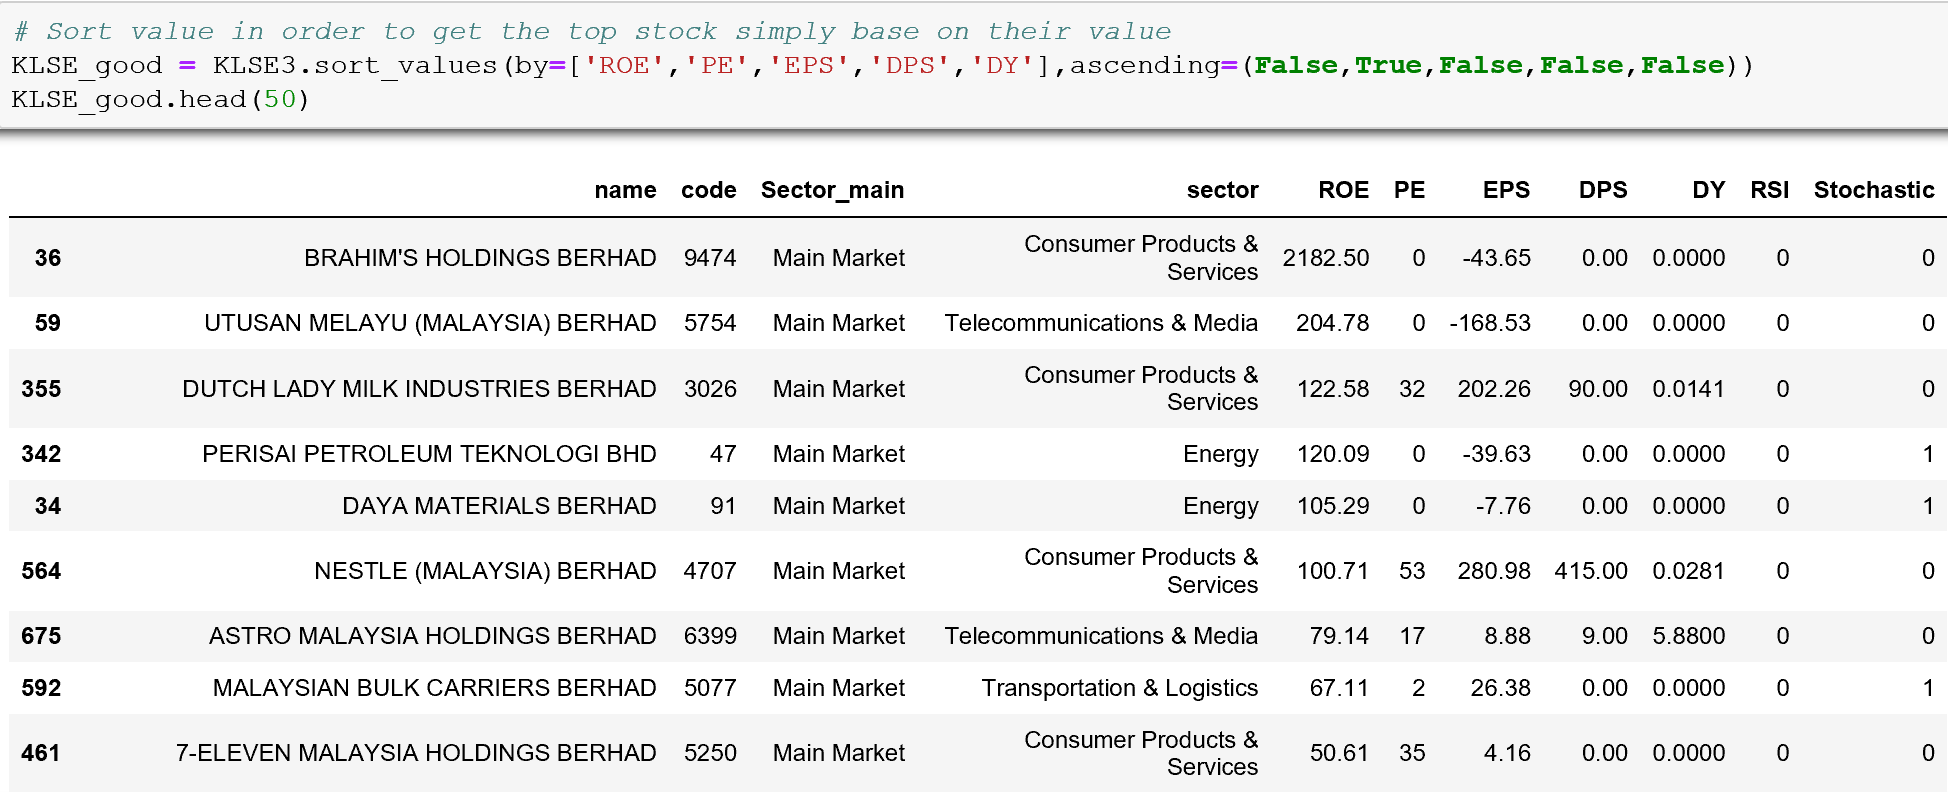 # Sort value in order to get the top stock simply base on their value
KLSE_good = KLSE3.sort_values(by=['ROE','PE','EPS','DPS','DY'],ascending=(False,True,False,False,False))
KLSE_good.head(50)
name code Sector_main sector ROE PE EPS DPS DY RSI Stochastic
36 BRAHIM'S HOLDINGS BERHAD 9474 Main Market Consumer Products & Services 2182.50 0 -43.65 0.00 0.0000 0 0
59 UTUSAN MELAYU (MALAYSIA) BERHAD 5754 Main Market Telecommunications & Media 204.78 0 -168.53 0.00 0.0000 0 0
355 DUTCH LADY MILK INDUSTRIES BERHAD 3026 Main Market Consumer Products & Services 122.58 32 202.26 90.00 0.0141 0 0
342 PERISAI PETROLEUM TEKNOLOGI BHD 47 Main Market Energy 120.09 0 -39.63 0.00 0.0000 0 1
34 DAYA MATERIALS BERHAD 91 Main Market Energy 105.29 0 -7.76 0.00 0.0000 0 1
564 NESTLE (MALAYSIA) BERHAD 4707 Main Market Consumer Products & Services 100.71 53 280.98 415.00 0.0281 0 0
675 ASTRO MALAYSIA HOLDINGS BERHAD 6399 Main Market Telecommunications & Media 79.14 17 8.88 9.00 5.8800 0 0
592 MALAYSIAN BULK CARRIERS BERHAD 5077 Main Market Transportation & Logistics 67.11 2 26.38 0.00 0.0000 0 1
461 7-ELEVEN MALAYSIA HOLDINGS BERHAD 5250 Main Market Consumer Products & Services 50.61 35 4.16 0.00 0.0000 0 0